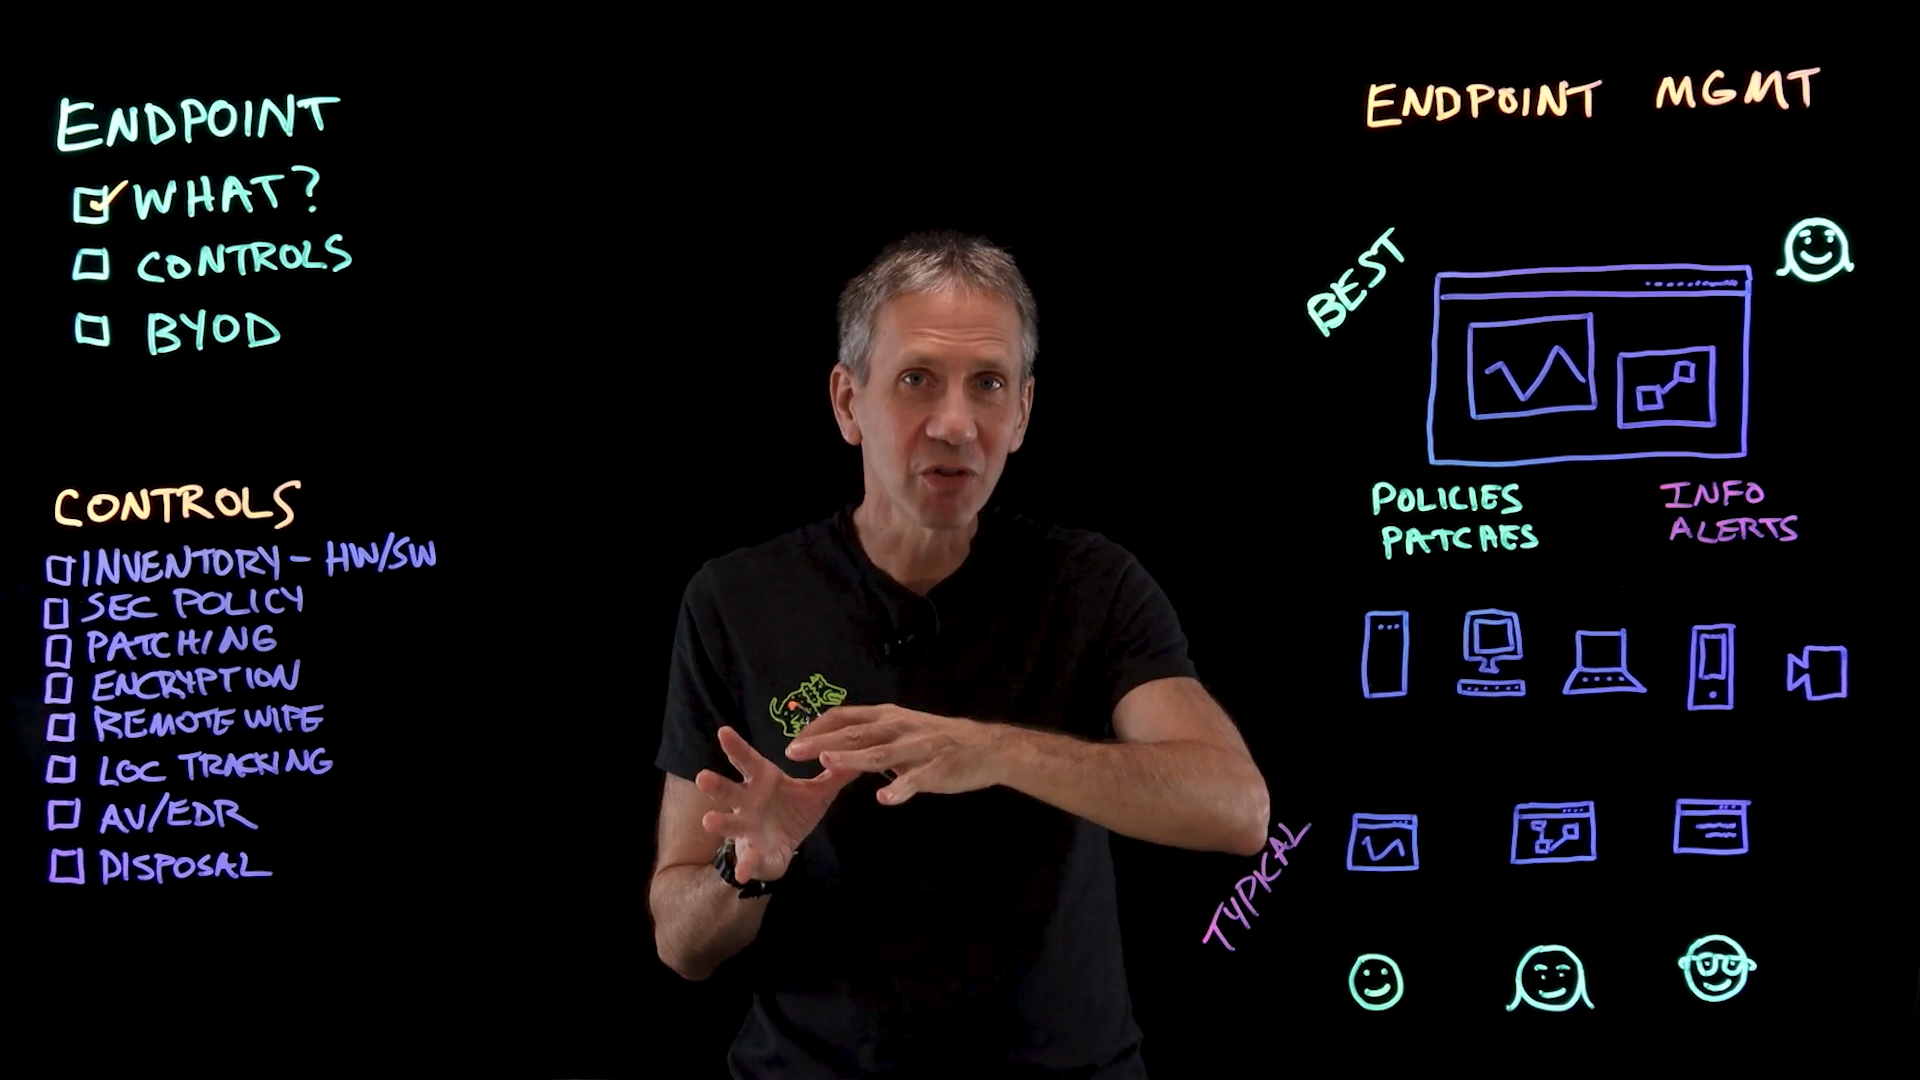 ENDPOINT
WHAT?
CONTROLS
BYOD
CONTROLS
INVENTORY - HW/SW
SEC POLICY
PATCHING
ENCRYPTION
REMOTE WIPE
LOC TRACKING
AV/EDR
DISPOSAL
ENDPOINT MGMT
BEST
POLICIES
PATCHES
INFO
ALERTS
TYPICAL